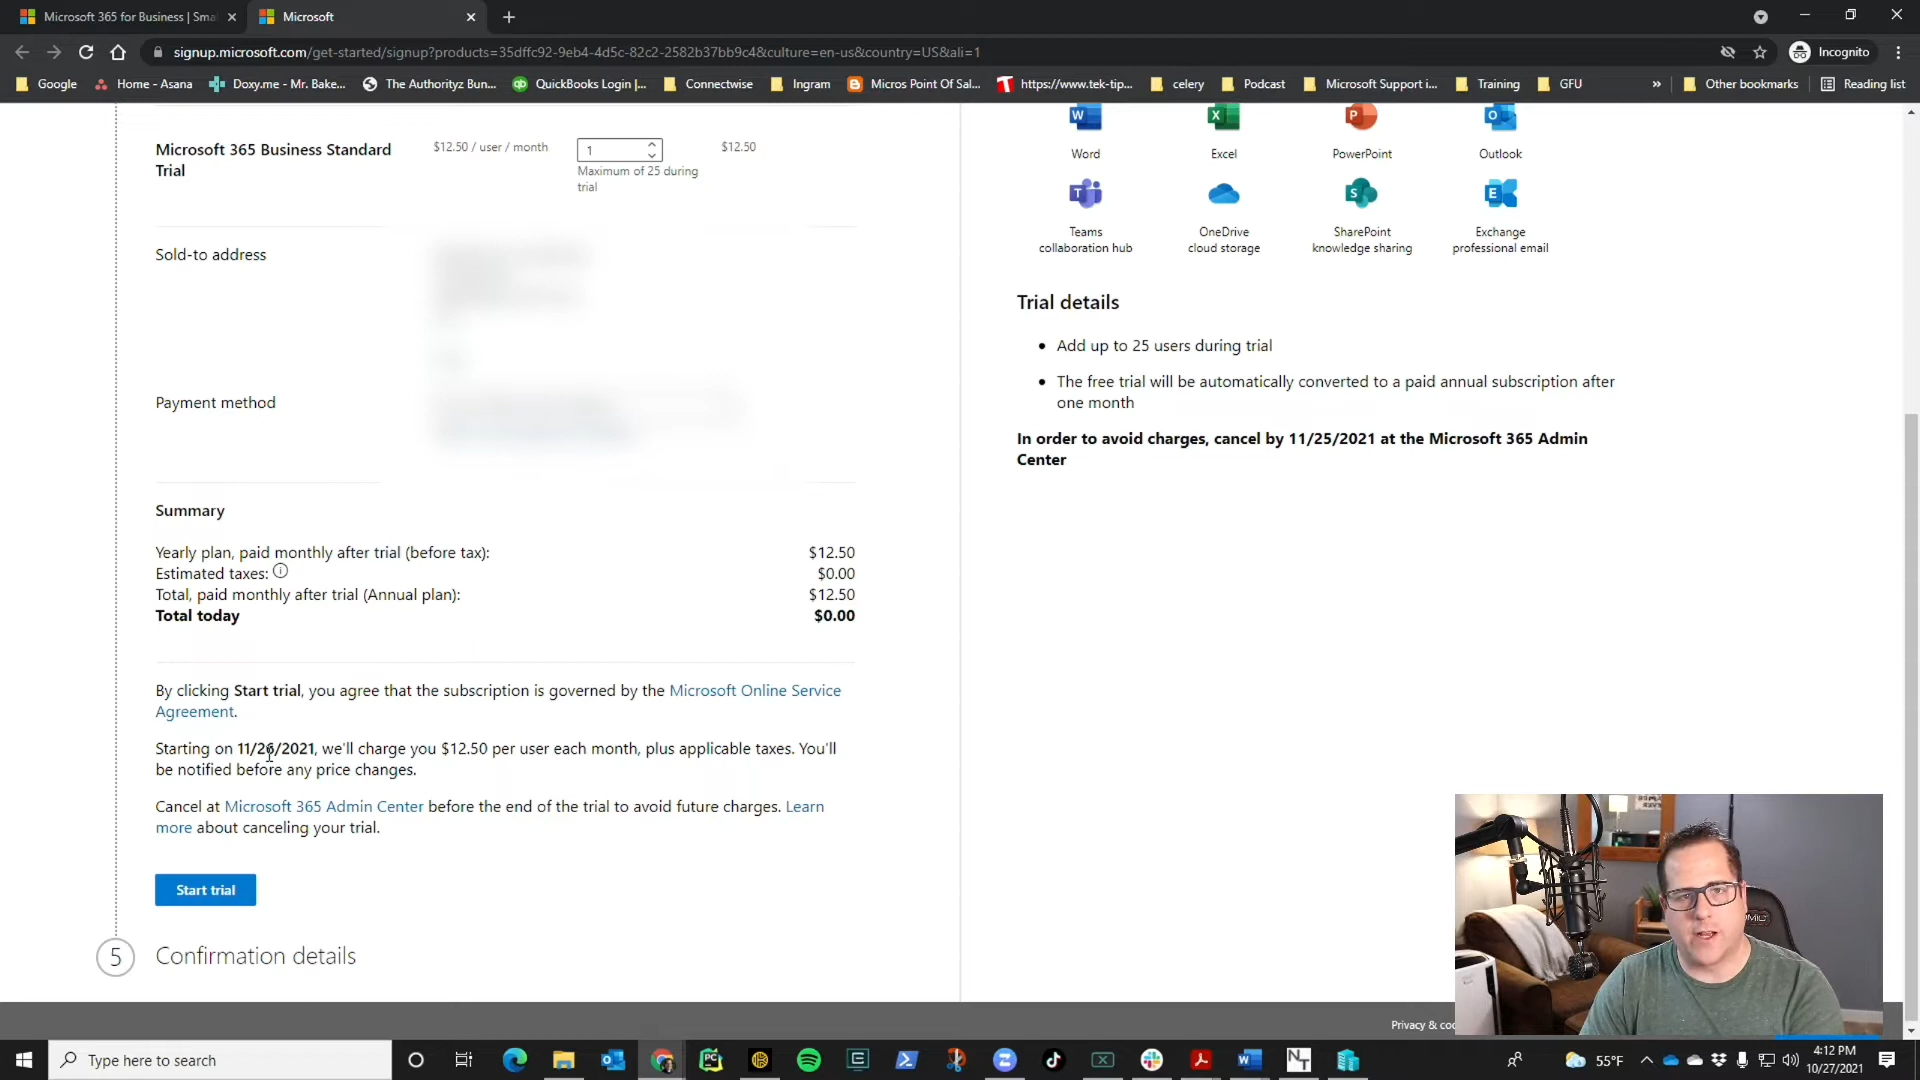 Microsoft 365 for Business | Sma
Microsoft
signup.microsoft.com/get-started/signup?products=35dffc92-9eb4-4d5c-82c2-2582b37bb9c4&culture=en-us&country=US&ali=1
Incognito
Google
Home - Asana
Doxy.me - Mr. Bake...
The Authorityz Bun...
QuickBooks Login |...
Connectwise
Ingram
Micros Point Of Sal...
https://www.tek-tip...
celery
Podcast
Microsoft Support i...
Training
GFU
»
Other bookmarks
Reading list
Microsoft 365 Business Standard
Trial
$12.50 / user / month
1
Maximum of 25 during
trial
$12.50
Sold-to address
Payment method
Summary
Yearly plan, paid monthly after trial (before tax): $12.50
Estimated taxes: $0.00
Total, paid monthly after trial (Annual plan): $12.50
Total today $0.00
By clicking Start trial, you agree that the subscription is governed by the Microsoft Online Service
Agreement.
Starting on 11/26/2021, we'll charge you $12.50 per user each month, plus applicable taxes. You'll
be notified before any price changes.
Cancel at Microsoft 365 Admin Center before the end of the trial to avoid future charges. Learn
more about canceling your trial.
Start trial
5 Confirmation details
Word Excel PowerPoint Outlook
Teams OneDrive SharePoint Exchange
collaboration hub cloud storage knowledge sharing professional email
Trial details
• Add up to 25 users during trial
• The free trial will be automatically converted to a paid annual subscription after
one month
In order to avoid charges, cancel by 11/25/2021 at the Microsoft 365 Admin
Center
Privacy & coo
Type here to search
55°F
4:12 PM
10/27/2021